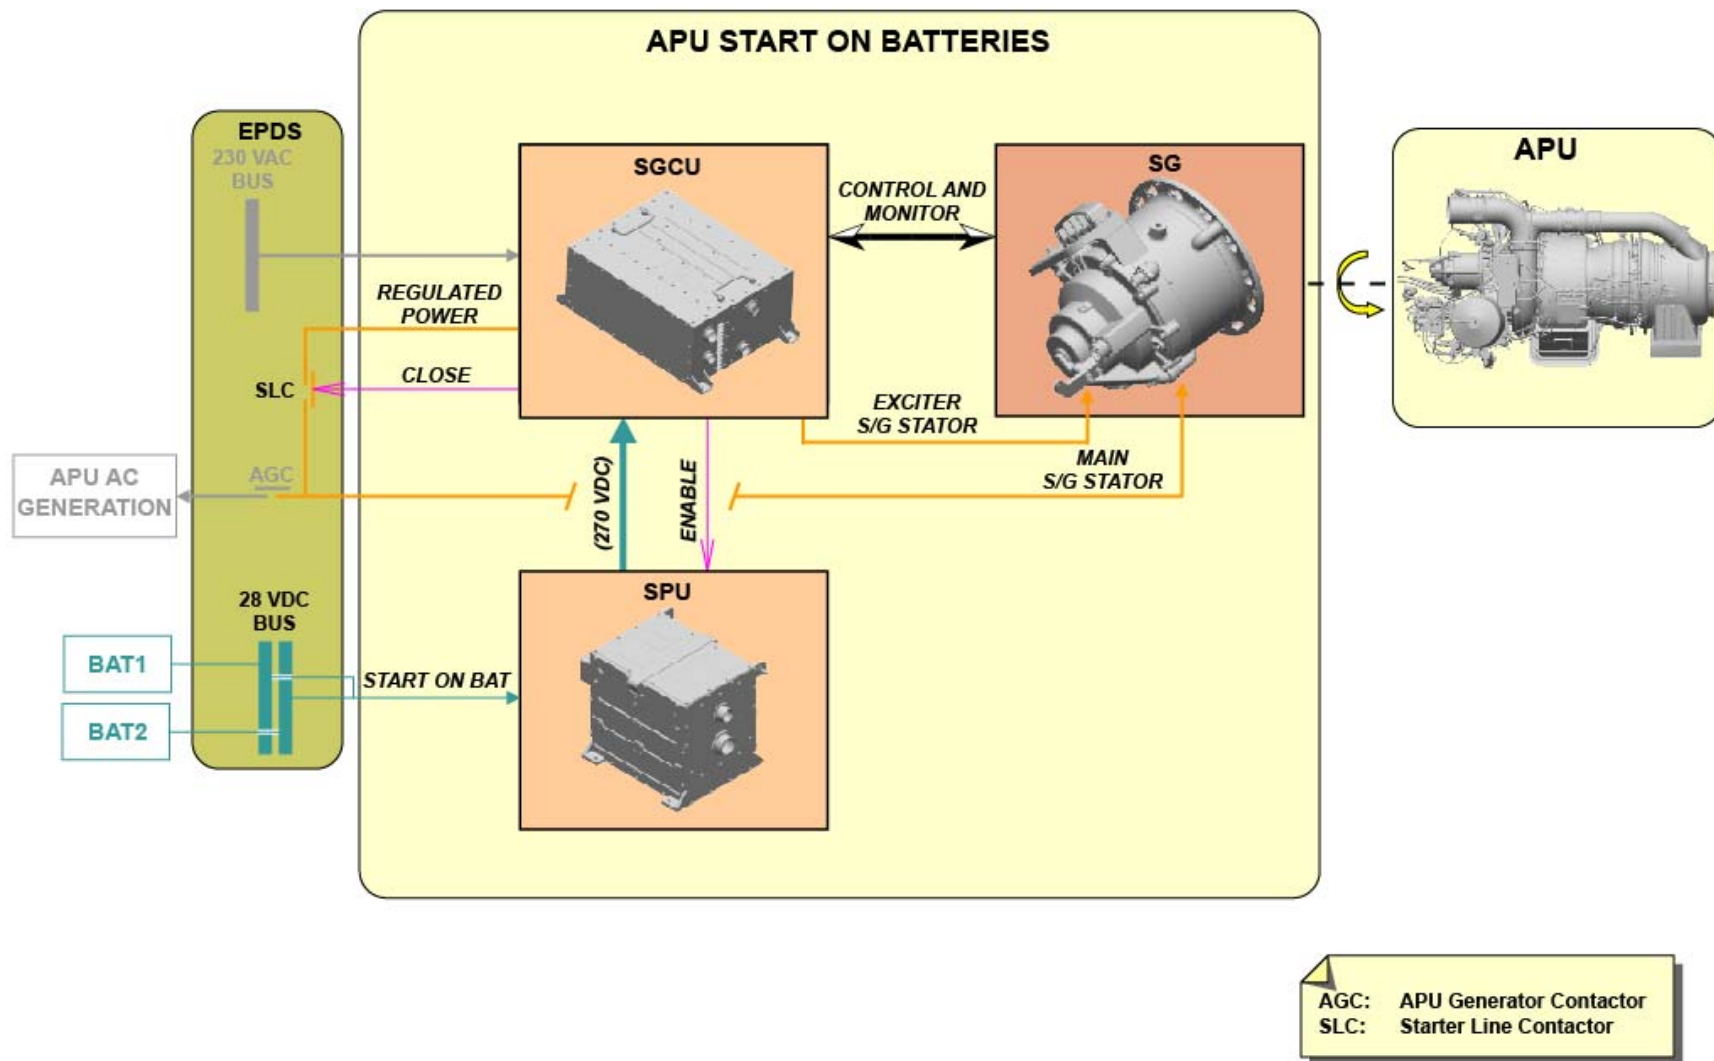 APU START ON BATTERIES
EPDS
230 VAC
BUS
SGCU
CONTROL AND
MONITOR
SG
APU
REGULATED
POWER
SLC
CLOSE
EXCITER
S/G STATOR
MAIN
S/G STATOR
APU AC
GENERATION
AGC
(270 VDC)
ENABLE
28 VDC
BUS
SPU
BAT1
BAT2
START ON BAT
AGC: APU Generator Contactor
SLC: Starter Line Contactor